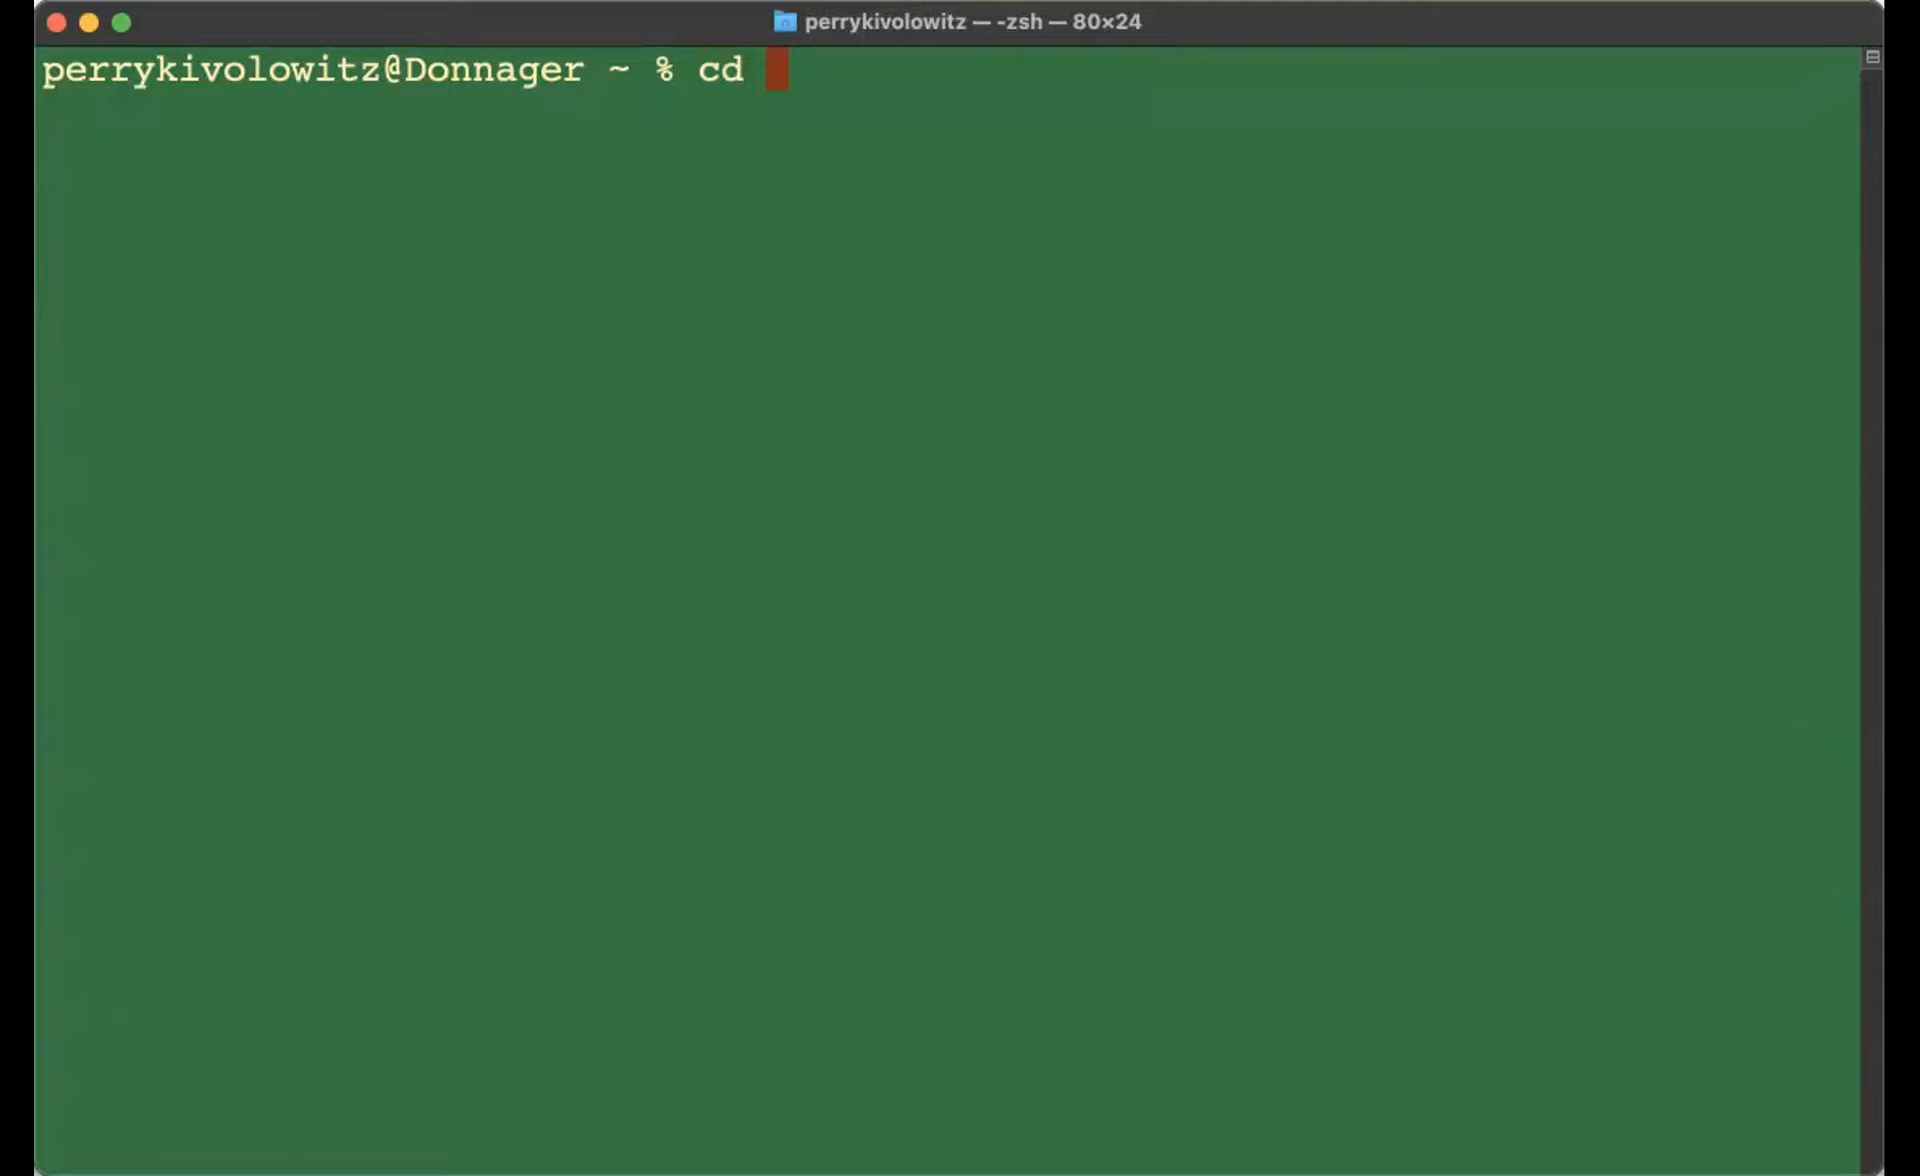 perrykivolowitz — -zsh — 80×24
perrykivolowitz@Donnager ~ % cd